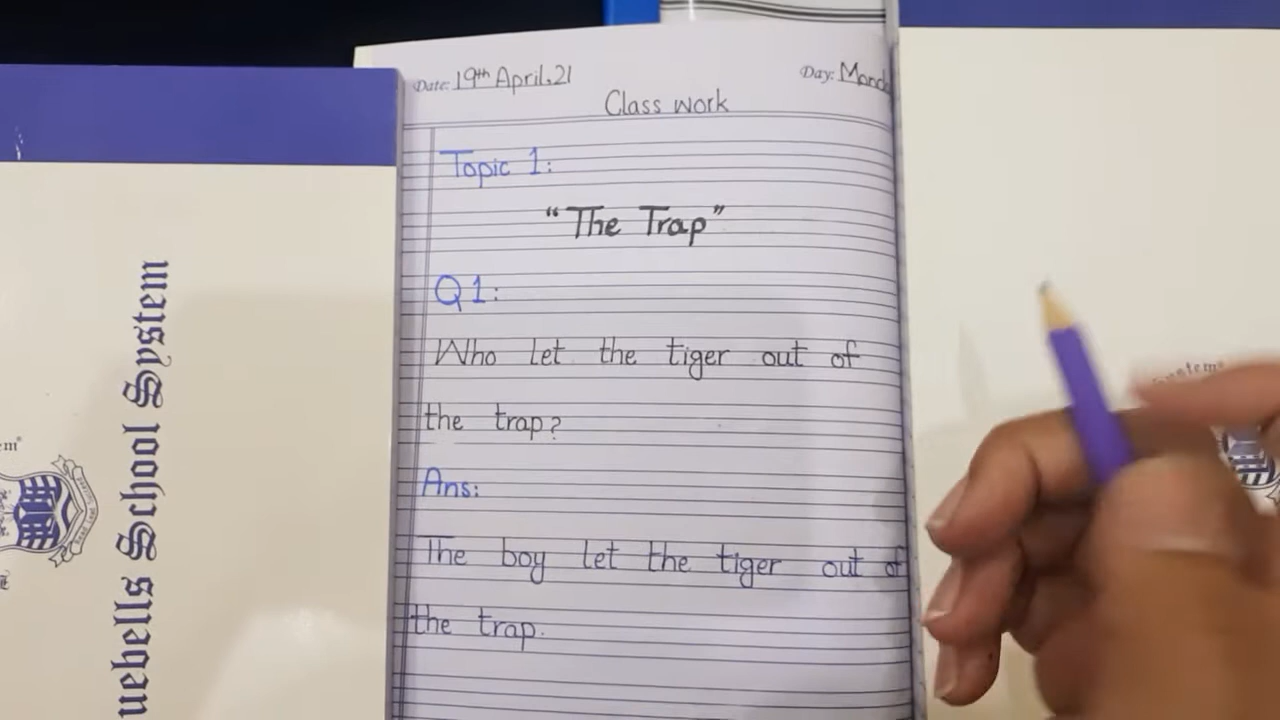 Date: 19th April, 21
Day: Mond
Class work
Topic 1:
"The Trap"
Q1:
Who let the tiger out of
the trap?
Ans:
The boy let the tiger out of
the trap.
nebells School System